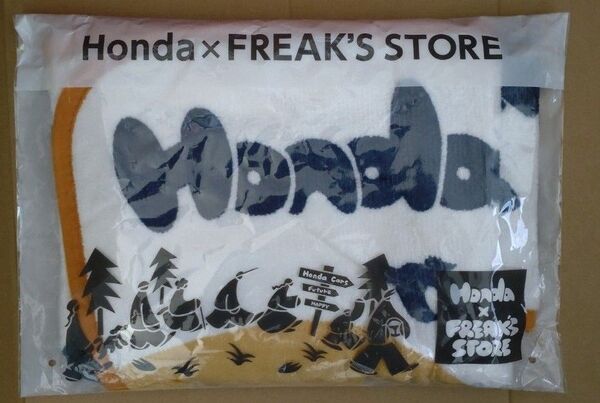 Honda×FREAK'S STORE
Honda
Honda Cars
Future
HAPPY
Honda
×
FREAK'S
STORE